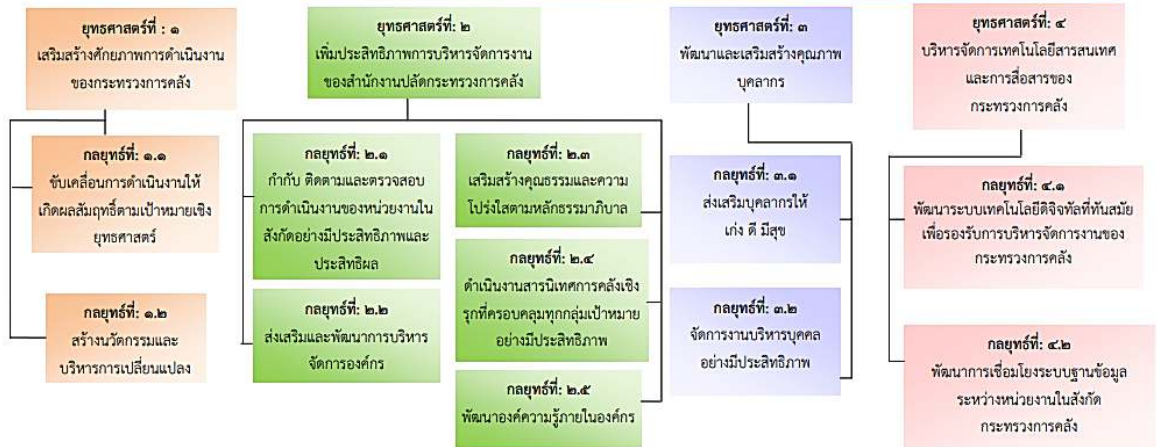 ยุทธศาสตร์ที่ : ๑
เสริมสร้างศักยภาพการดำเนินงาน
ของกระทรวงการคลัง
กลยุทธ์ที่: ๑.๑
ขับเคลื่อนการดำเนินงานให้
เกิดผลสัมฤทธิ์ตามเป้าหมายเชิง
ยุทธศาสตร์
กลยุทธ์ที่: ๑.๒
สร้างนวัตกรรมและ
บริหารการเปลี่ยนแปลง
ยุทธศาสตร์ที่: ๒
เพิ่มประสิทธิภาพการบริหารจัดการงาน
ของสำนักงานปลัดกระทรวงการคลัง
กลยุทธ์ที่: ๒.๑
กำกับ ติดตามและตรวจสอบ
การดำเนินงานของหน่วยงานใน
สังกัดอย่างมีประสิทธิภาพและ
ประสิทธิผล
กลยุทธ์ที่: ๒.๒
ส่งเสริมและพัฒนาการบริหาร
จัดการองค์กร
กลยุทธ์ที่: ๒.๓
เสริมสร้างคุณธรรมและความ
โปร่งใสตามหลักธรรมาภิบาล
กลยุทธ์ที่: ๒.๔
ดำเนินงานสารนิเทศการคลังเชิง
รุกที่ครอบคลุมทุกกลุ่มเป้าหมาย
อย่างมีประสิทธิภาพ
กลยุทธ์ที่: ๒.๕
พัฒนาองค์ความรู้ภายในองค์กร
ยุทธศาสตร์ที่: ๓
พัฒนาและเสริมสร้างคุณภาพ
บุคลากร
กลยุทธ์ที่: ๓.๑
ส่งเสริมบุคลากรให้
เก่ง ดี มีสุข
กลยุทธ์ที่: ๓.๒
จัดการงานบริหารบุคคล
อย่างมีประสิทธิภาพ
ยุทธศาสตร์ที่: ๔
บริหารจัดการเทคโนโลยีสารสนเทศ
และการสื่อสารของ
กระทรวงการคลัง
กลยุทธ์ที่: ๔.๑
พัฒนาระบบเทคโนโลยีดิจิจทัลที่ทันสมัย
เพื่อรองรับการบริหารจัดการงานของ
กระทรวงการคลัง
กลยุทธ์ที่: ๔.๒
พัฒนาการเชื่อมโยงระบบฐานข้อมูล
ระหว่างหน่วยงานในสังกัด
กระทรวงการคลัง